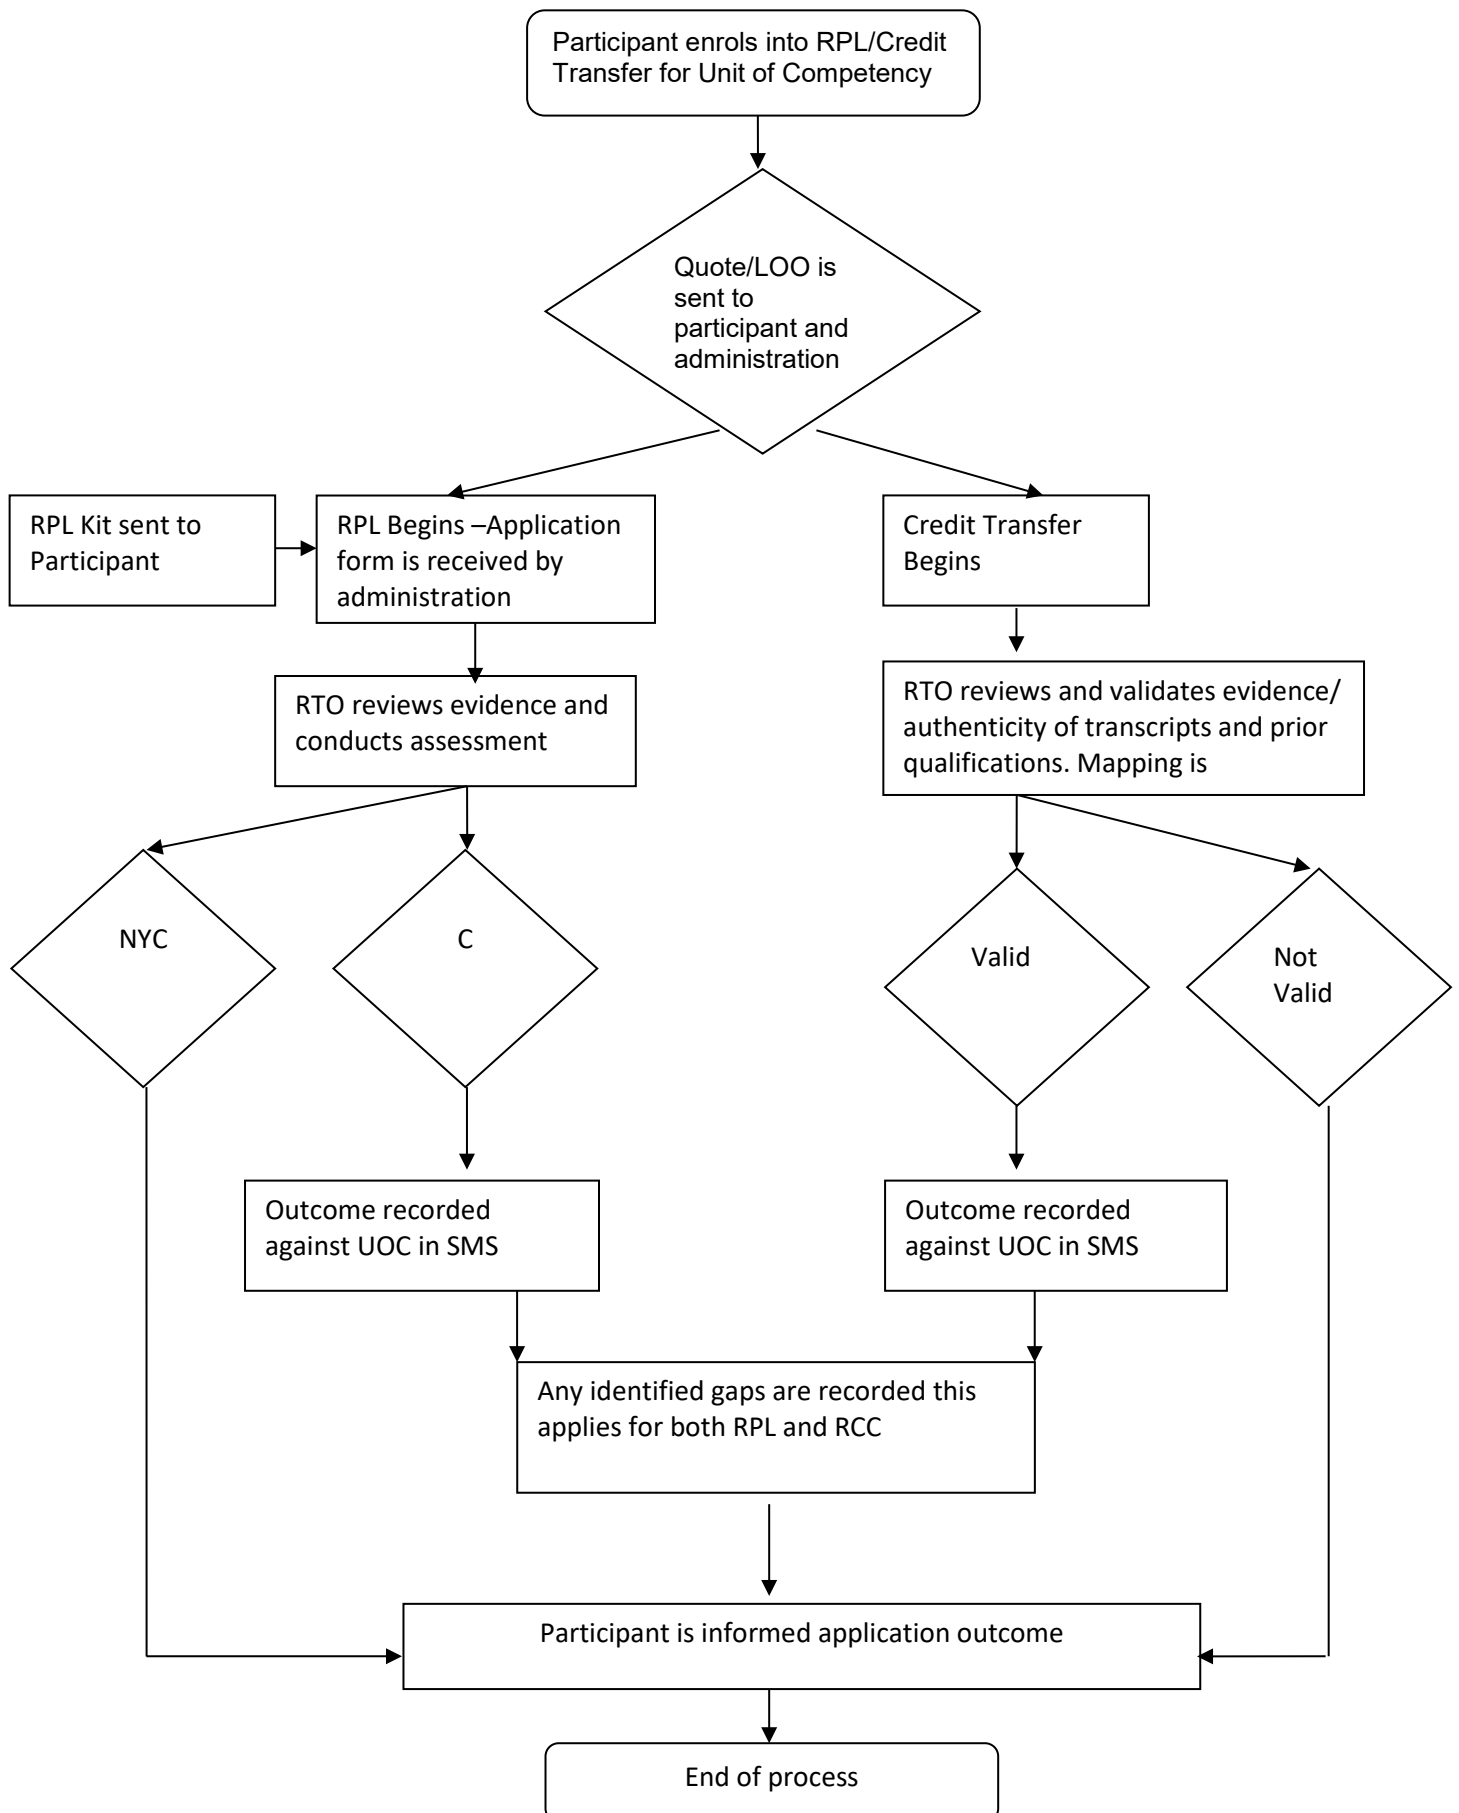 Participant enrols into RPL/Credit
Transfer for Unit of Competency
Quote/LOO is
sent to
participant and
administration
RPL Kit sent to
Participant
RPL Begins –Application
form is received by
administration
Credit Transfer
Begins
RTO reviews evidence and
conducts assessment
RTO reviews and validates evidence/
authenticity of transcripts and prior
qualifications. Mapping is
NYC
C
Valid
Not
Valid
Outcome recorded
against UOC in SMS
Outcome recorded
against UOC in SMS
Any identified gaps are recorded this
applies for both RPL and RCC
Participant is informed application outcome
End of process